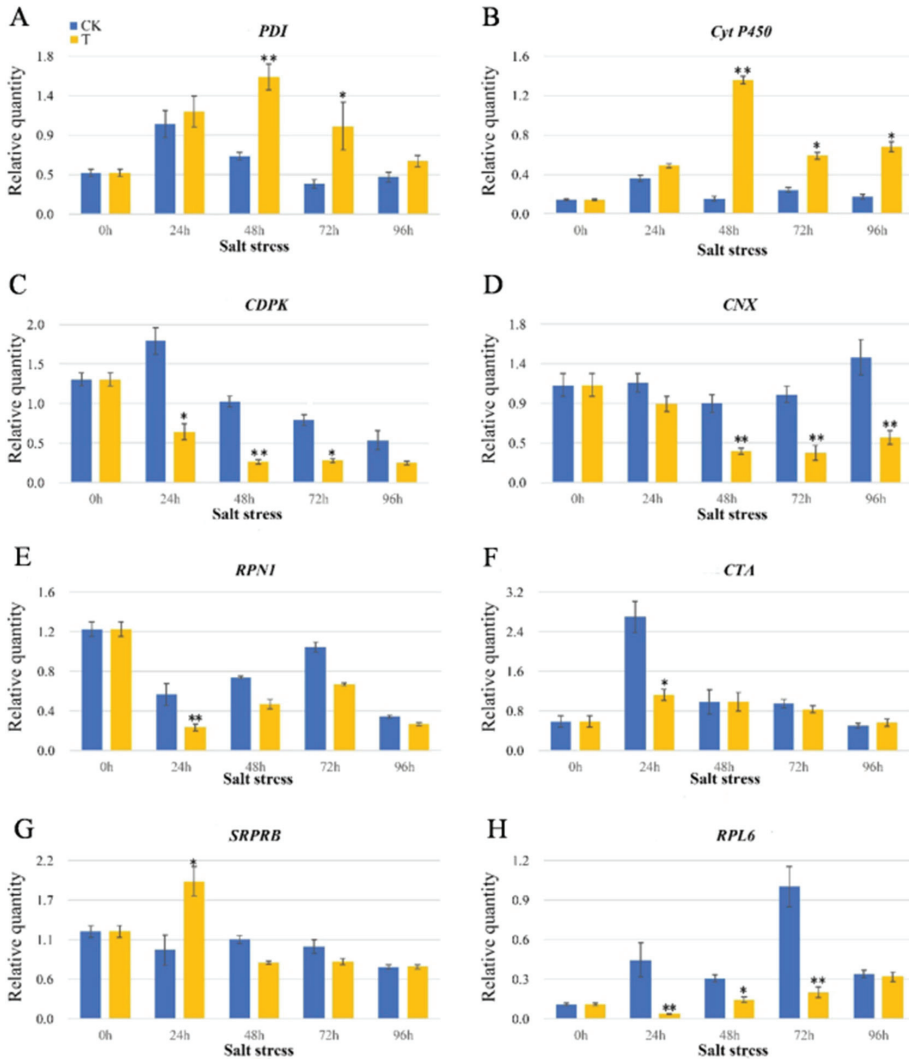 A
CK
T
PDI
Relative quantity
1.8
1.4
0.9
0.5
0.0
**
*
0h 24h 48h 72h 96h
Salt stress
B
Cyt P450
Relative quantity
1.8
1.4
0.9
0.5
0.0
**
*
*
0h 24h 48h 72h 96h
Salt stress
C
CDPK
Relative quantity
2.0
1.5
1.0
0.5
0.0
*
**
*
0h 24h 48h 72h 96h
Salt stress
D
CNX
Relative quantity
1.8
1.4
0.9
0.5
0.0
**
**
**
0h 24h 48h 72h 96h
Salt stress
E
RPN1
Relative quantity
1.6
1.2
0.8
0.4
0.0
**
0h 24h 48h 72h 96h
Salt stress
F
CTA
Relative quantity
3.2
2.4
1.6
0.8
0.0
*
0h 24h 48h 72h 96h
Salt stress
G
SRPRB
Relative quantity
2.2
1.7
1.1
0.6
0.0
*
0h 24h 48h 72h 96h
Salt stress
H
RPL6
Relative quantity
1.2
0.9
0.6
0.3
0.0
**
*
**
0h 24h 48h 72h 96h
Salt stress